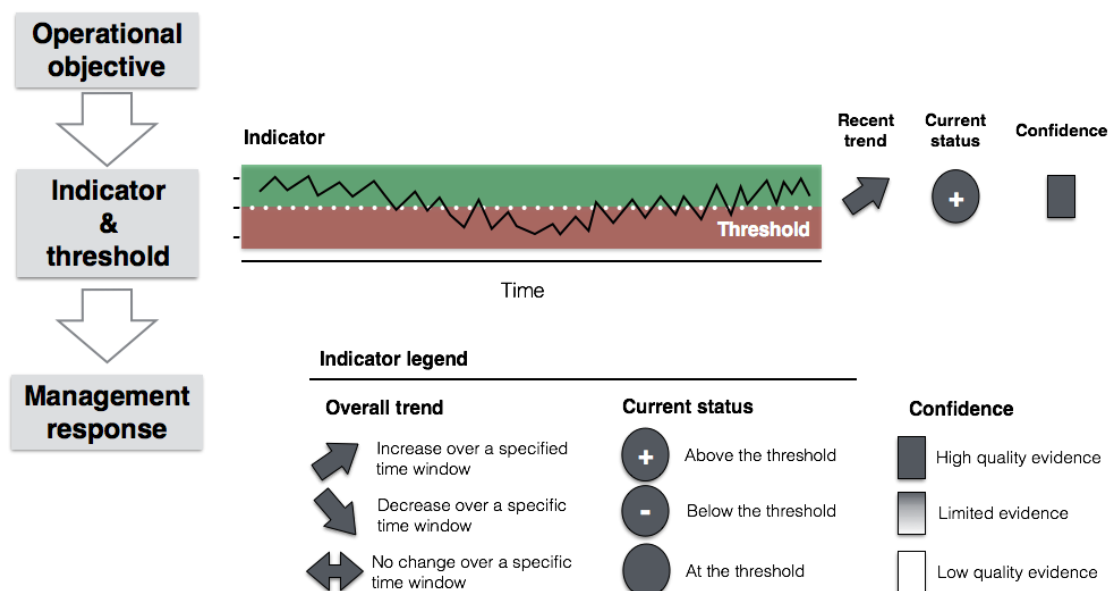 Operational
objective
Indicator
&
threshold
Management
response
Indicator
Threshold
Time
Recent
trend
Current
status
Confidence
+
Indicator legend
Overall trend
Increase over a specified
time window
Decrease over a specific
time window
No change over a specific
time window
Current status
+
Above the threshold
-
Below the threshold
At the threshold
Confidence
High quality evidence
Limited evidence
Low quality evidence